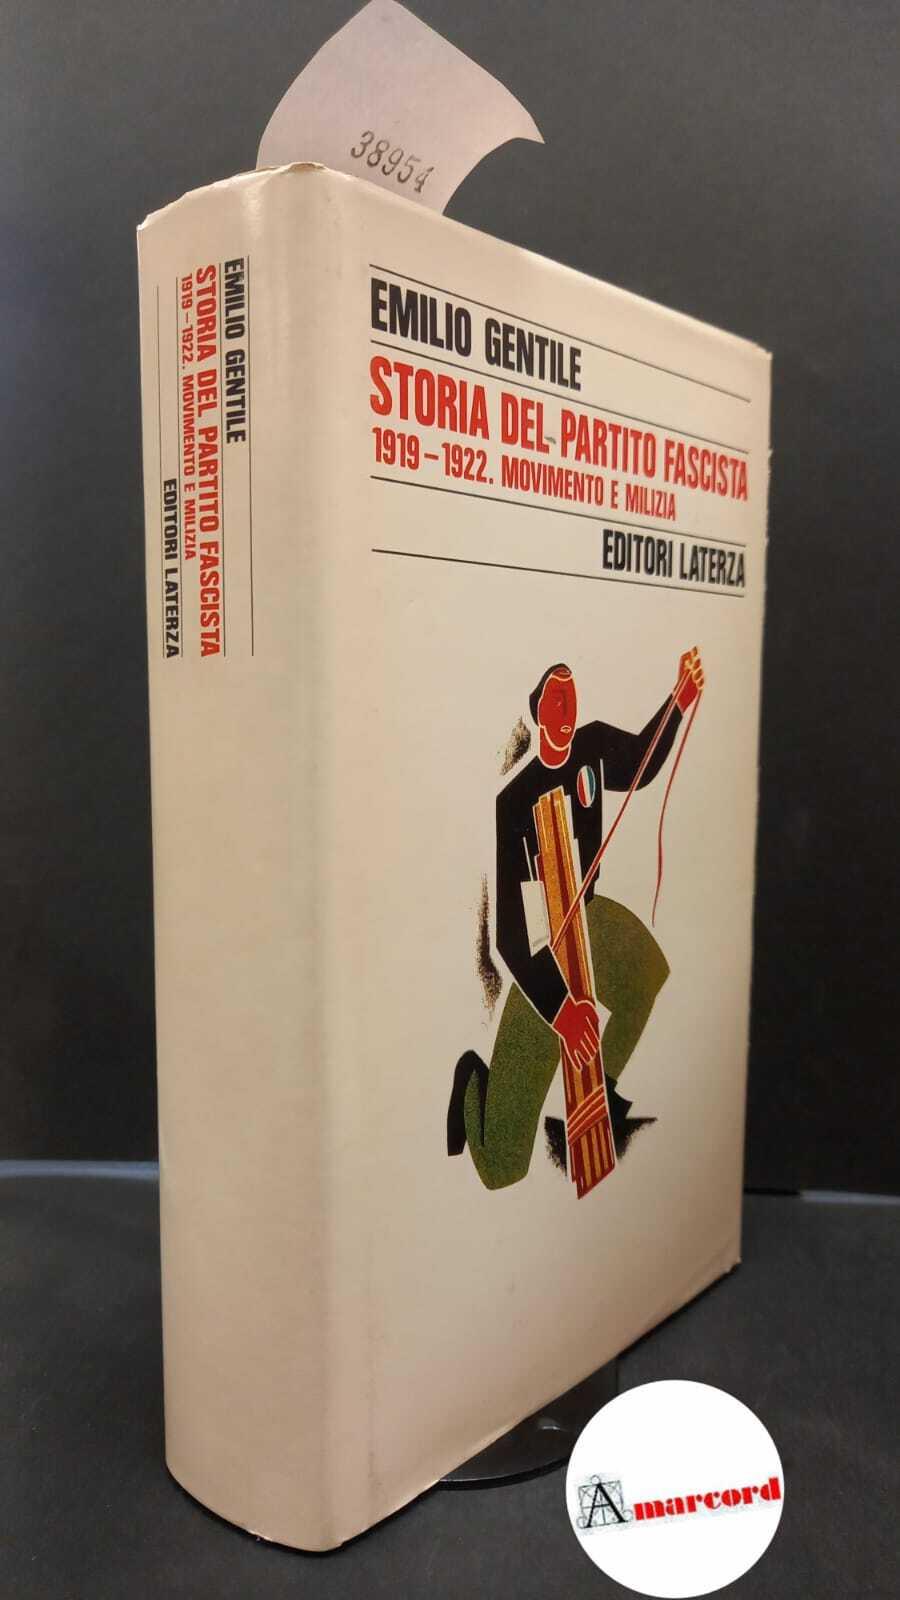 38954
EMILIO GENTILE
STORIA DEL PARTITO FASCISTA
1919-1922. MOVIMENTO E MILIZIA
EDITORI LATERZA
EMILIO GENTILE
STORIA DEL PARTITO FASCISTA
1919-1922. MOVIMENTO E MILIZIA
EDITORI LATERZA
Amarcord